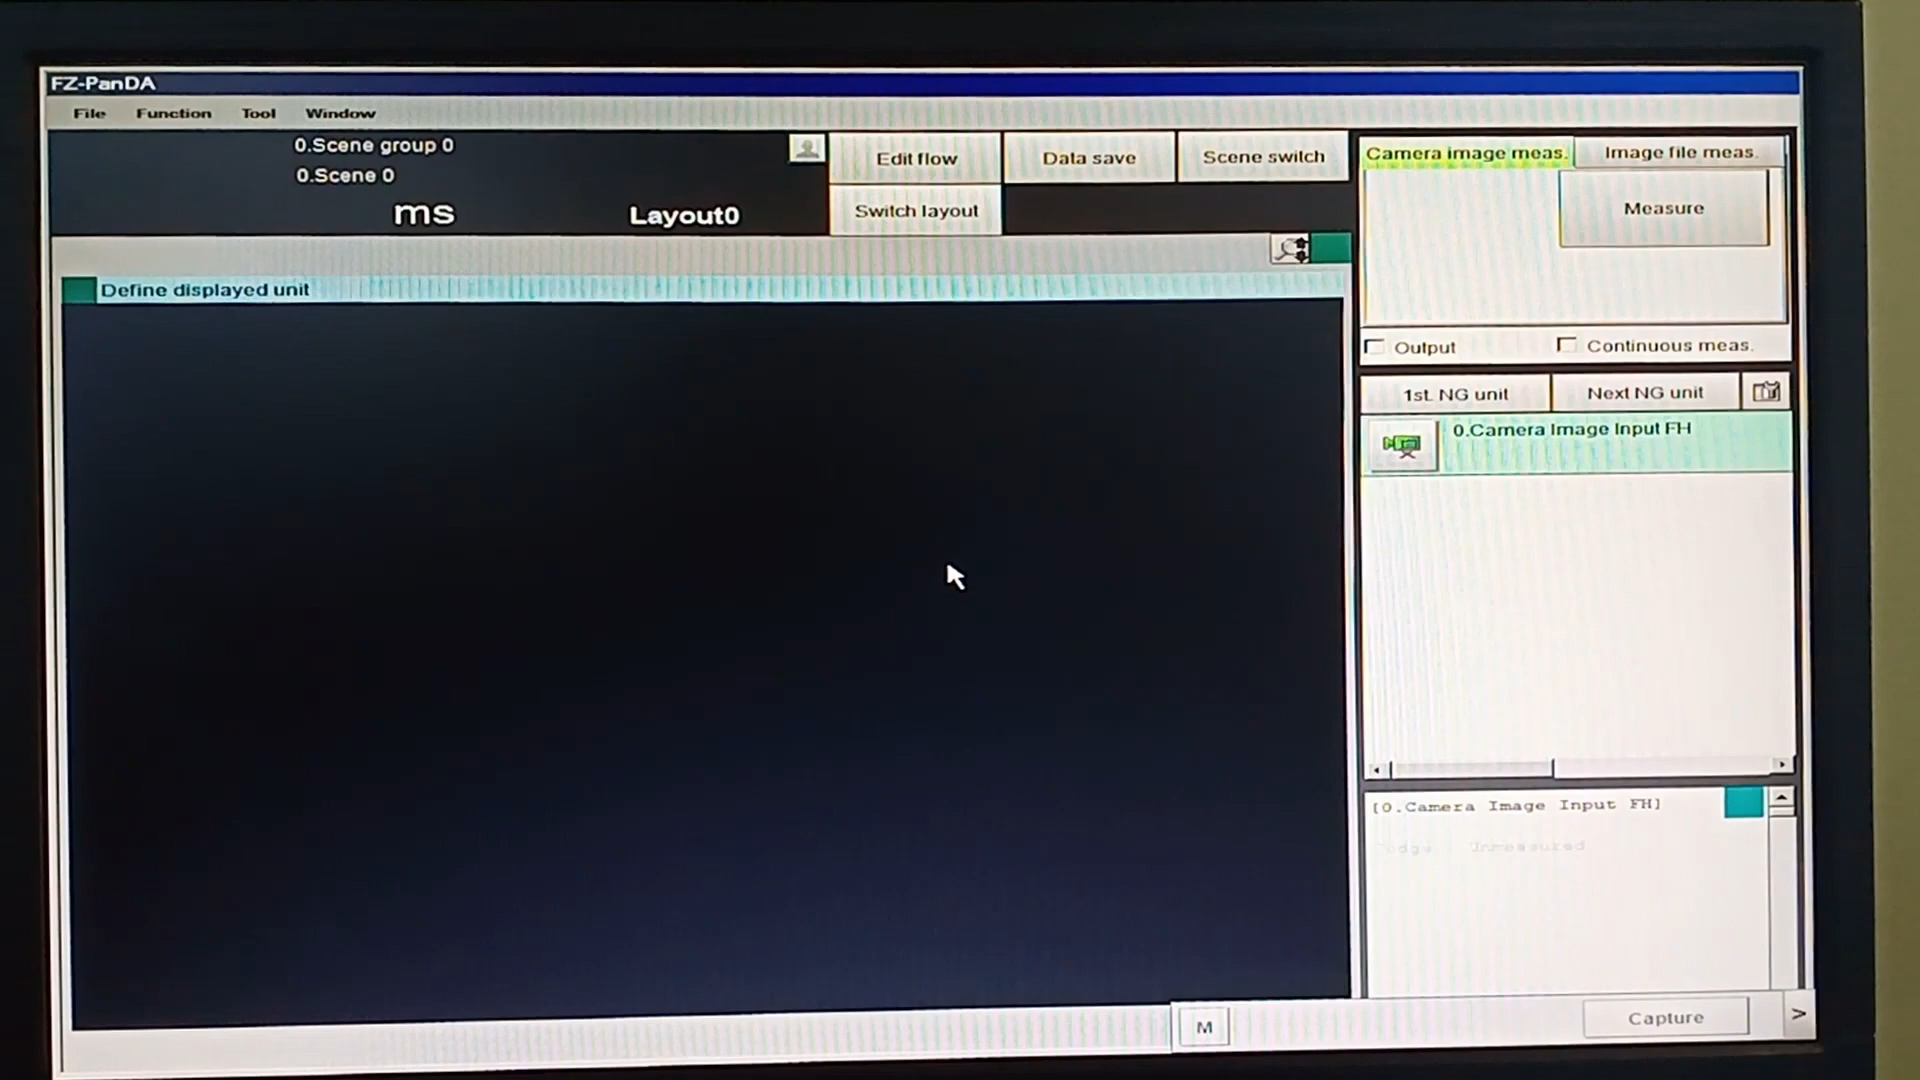 FZ-PanDA
File Function Tool Window
0.Scene group 0
0.Scene 0
ms Layout0
Edit flow Data save Scene switch
Switch layout
Camera image meas. Image file meas.
Measure
Define displayed unit
Output Continuous meas.
1st. NG unit Next NG unit
0.Camera Image Input FH
[0.Camera Image Input FH]
Unmeasured
M
Capture >